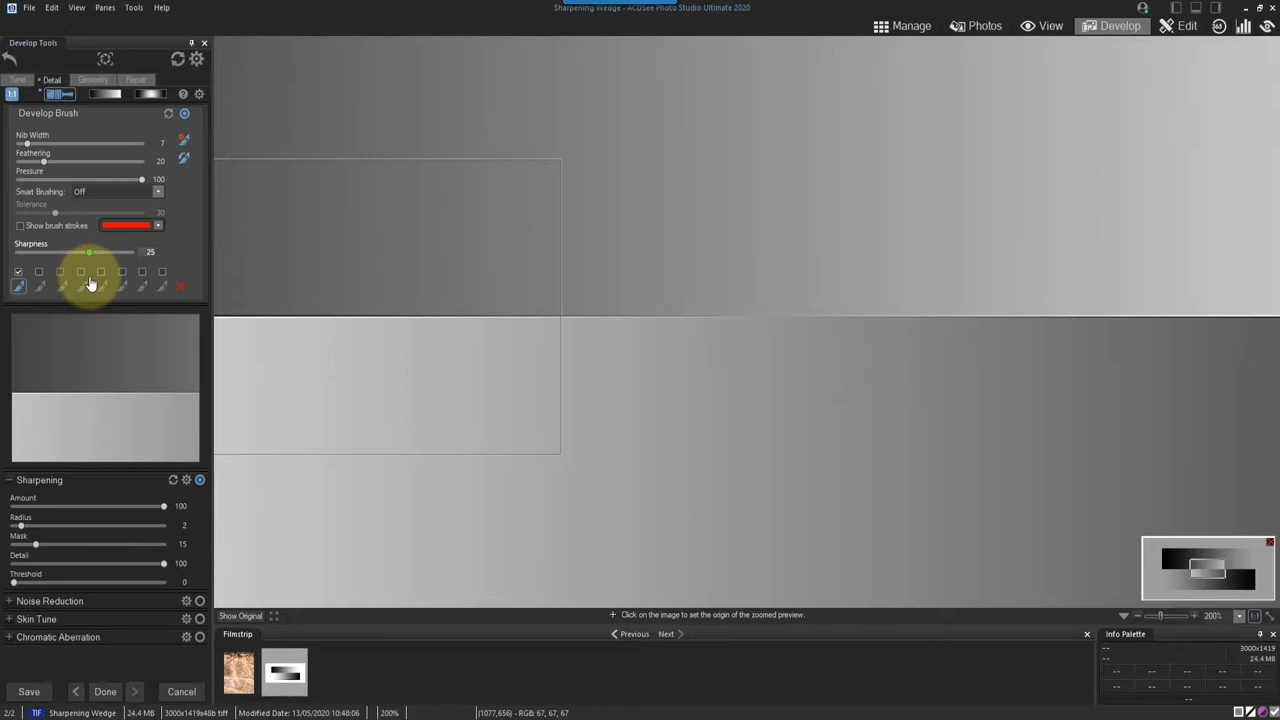 File Edit View Panes Tools Help
Sharpening Wedge - ACDSee Photo Studio Ultimate 2020
Manage Photos View Develop Edit 365
Develop Tools
Tune Detail Geometry Repair
1:1
Develop Brush
Nib Width 7
Feathering 20
Pressure 100
Smart Brushing: Off
Tolerance 30
Show brush strokes
Sharpness 25
Sharpening
Amount 100
Radius 2
Mask 15
Detail 100
Threshold 0
Noise Reduction
Skin Tune
Chromatic Aberration
Save Done Cancel
Show Original
Click on the image to set the origin of the zoomed preview.
200% 1:1
Filmstrip
Previous Next
Info Palette
-- 3000x1419
-- 24.4 MB
-- -- -- --
-- -- -- --
--
2/2 TIF Sharpening Wedge 24.4 MB 3000x1419x48b tiff Modified Date: 13/05/2020 10:48:06 200% (1077,656) - RGB: 67, 67, 67